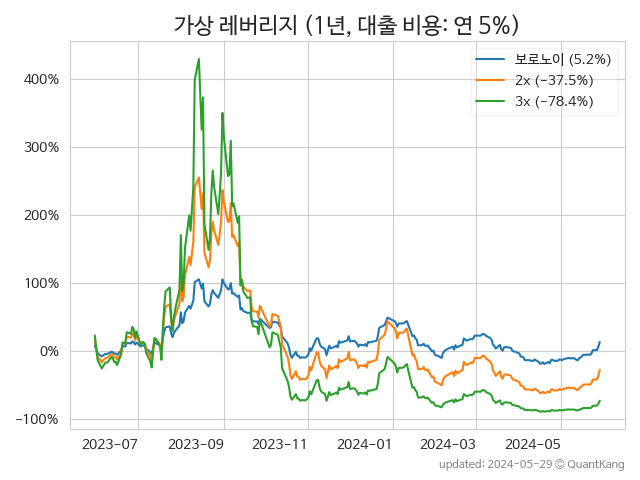 가상 레버리지 (1년, 대출 비용: 연 5%)
보로노이 (5.2%)
2x (−37.5%)
3x (−78.4%)
400%
300%
200%
100%
0%
−100%
2023-07 2023-09 2023-11 2024-01 2024-03 2024-05
updated: 2024-05-29 © QuantKang